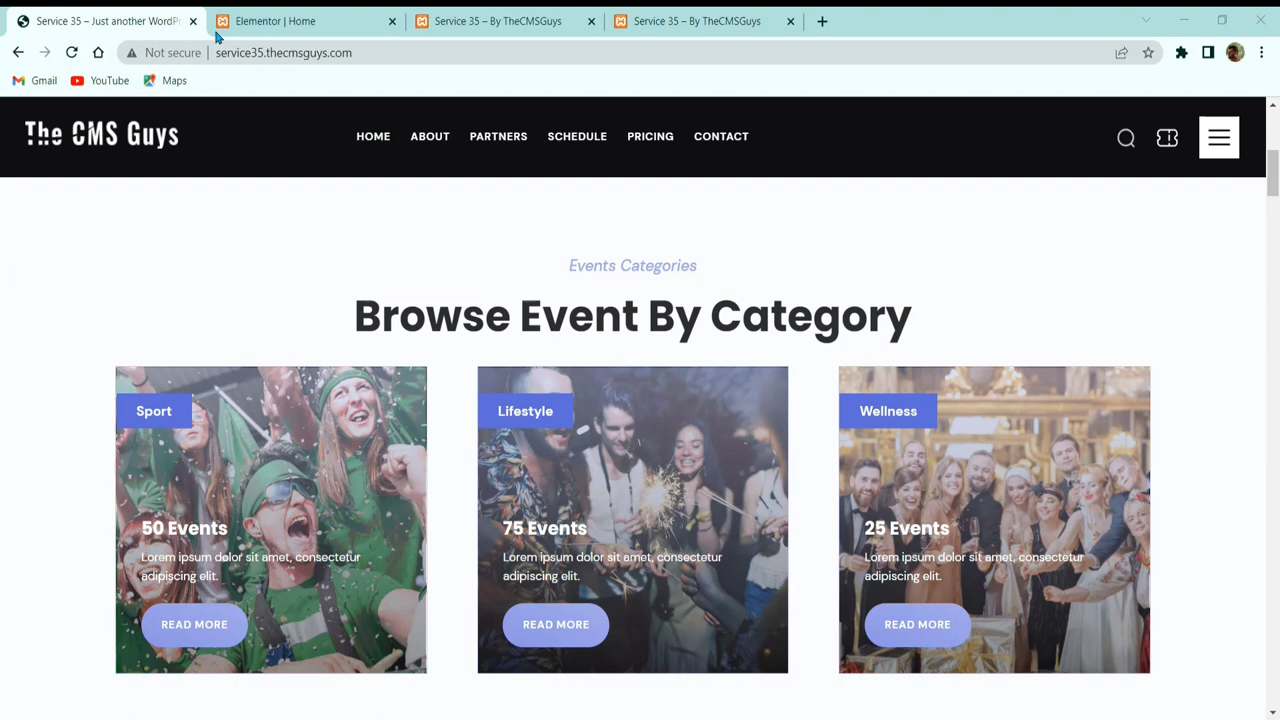 Service 35 – Just another WordPr
Elementor | Home
Service 35 – By TheCMSGuys
Service 35 – By TheCMSGuys
Not secure
service35.thecmsguys.com
Gmail
YouTube
Maps
The CMS Guys
HOME
ABOUT
PARTNERS
SCHEDULE
PRICING
CONTACT
Events Categories
Browse Event By Category
Sport
50 Events
Lorem ipsum dolor sit amet, consectetur
adipiscing elit.
READ MORE
Lifestyle
75 Events
Lorem ipsum dolor sit amet, consectetur
adipiscing elit.
READ MORE
Wellness
25 Events
Lorem ipsum dolor sit amet, consectetur
adipiscing elit.
READ MORE